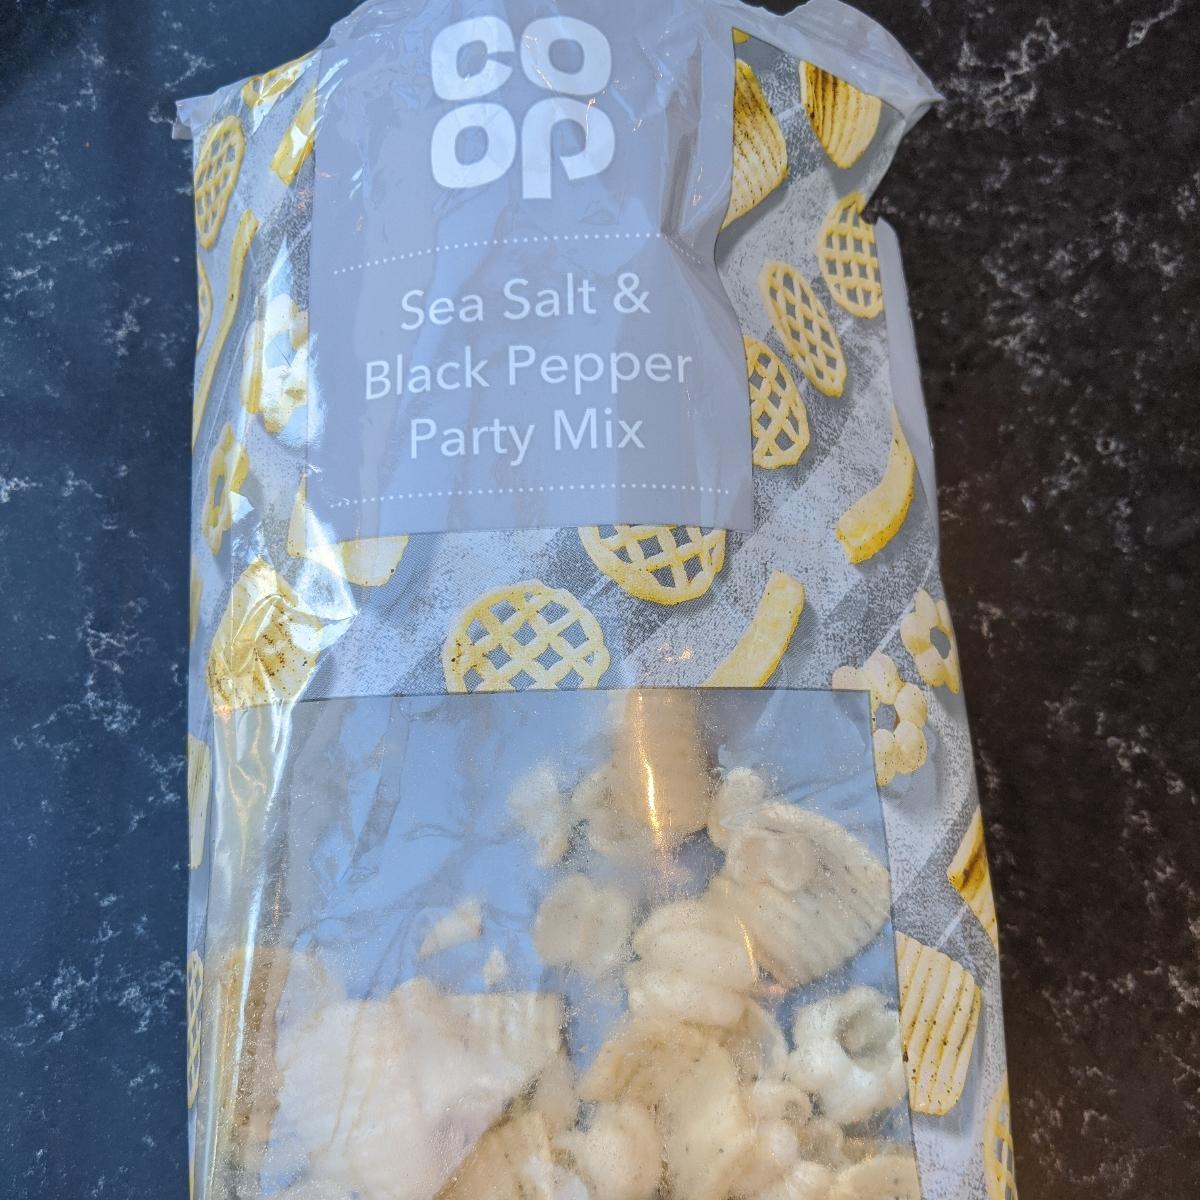 co
op
Sea Salt &
Black Pepper
Party Mix